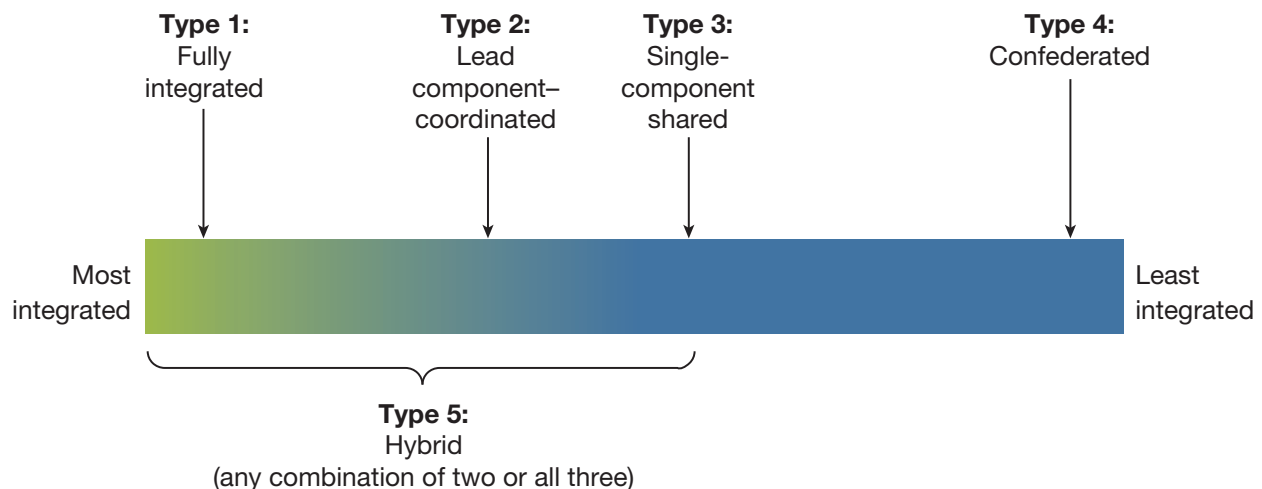 Type 1:
Fully
integrated
Type 2:
Lead
component–
coordinated
Type 3:
Single-
component
shared
Type 4:
Confederated
Most
integrated
Least
integrated
Type 5:
Hybrid
(any combination of two or all three)